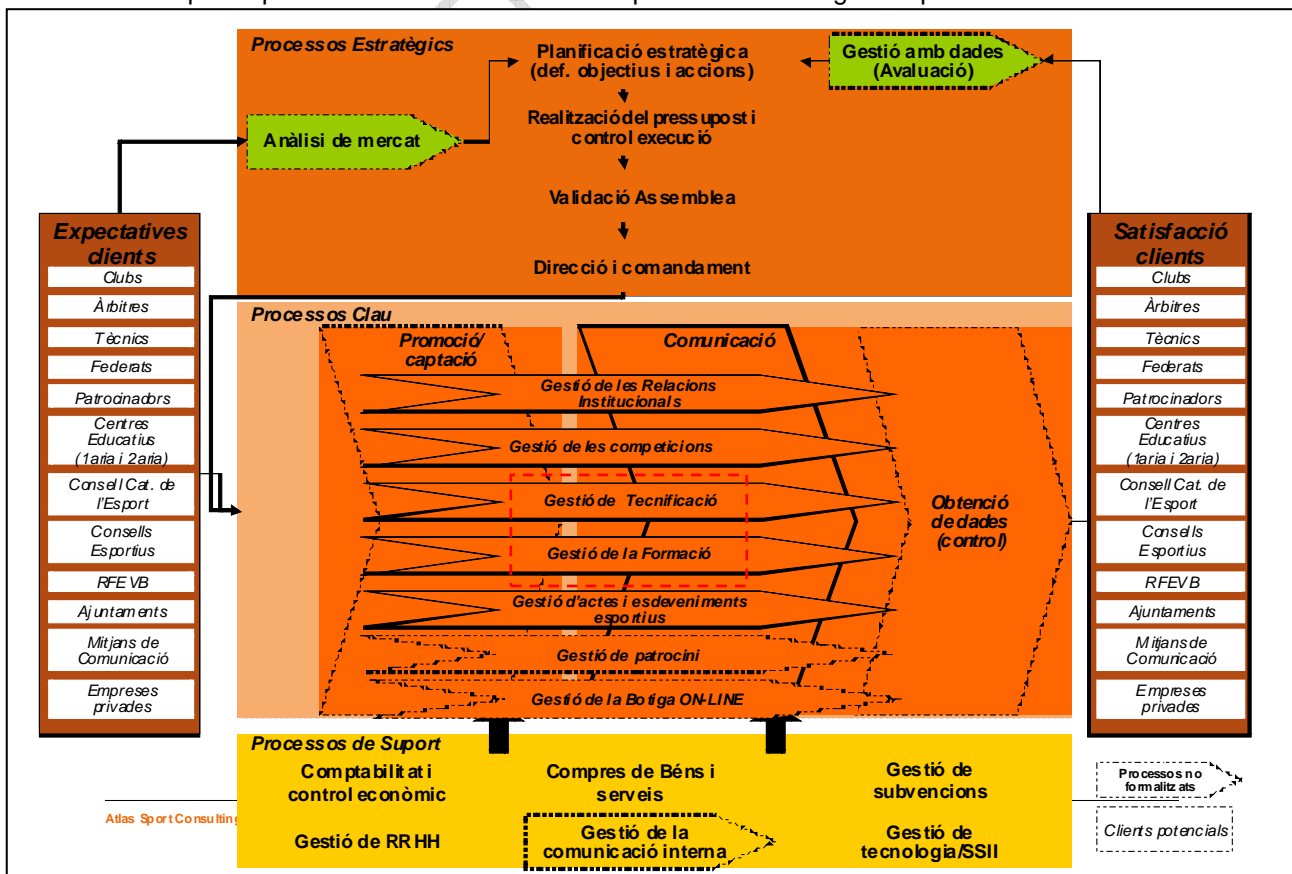 Processos Estratègics
Planificació estratègica
(def. objectius i accions)
Gestió amb dades
(Avaluació)
Realització del pressupost i
control execució
Anàlisi de mercat
Validació Assemblea
Direcció i comandament
Expectatives
clients
Clubs
Àrbitres
Tècnics
Federats
Patrocinadors
Centres
Educatius
(1aria i 2aria)
Consell Cat. de
l'Esport
Consells
Esportius
RFEVB
Ajuntaments
Mitjans de
Comunicació
Empreses
privades
Processos Clau
Promoció/
captació
Comunicació
Gestió de les Relacions
Institucionals
Gestió de les competicions
Gestió de Tecnificació
Gestió de la Formació
Gestió d'actes i esdeveniments
esportius
Gestió de patrocini
Gestió de la Botiga ON-LINE
Obtenció
de dades
(control)
Satisfacció
clients
Clubs
Àrbitres
Tècnics
Federats
Patrocinadors
Centres
Educatius
(1aria i 2aria)
Consell Cat. de
l'Esport
Consells
Esportius
RFEVB
Ajuntaments
Mitjans de
Comunicació
Empreses
privades
Processos de Suport
Comptabilitat i
control econòmic
Compres de Béns i
serveis
Gestió de
subvencions
Gestió de RRHH
Gestió de la
comunicació interna
Gestió de
tecnologia/SSII
Processos no
formalitzats
Clients potencials
Atlas Sport Consulting